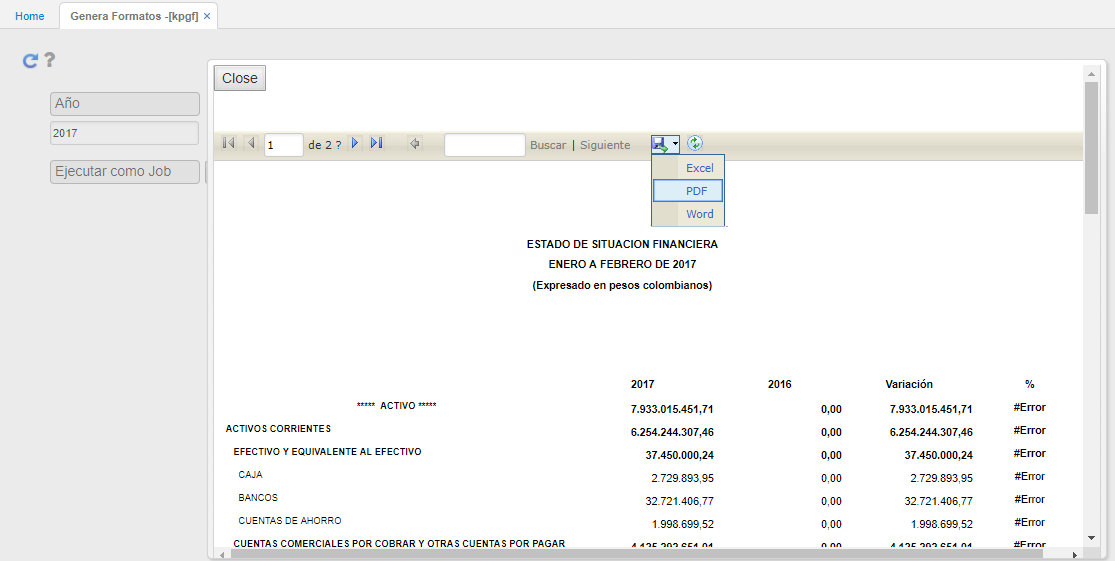 Home
Genera Formatos -[kpgf] ×
?
Close
Año
2017
Ejecutar como Job
1 de 2 ? Buscar | Siguiente
Excel
PDF
Word
ESTADO DE SITUACION FINANCIERA
ENERO A FEBRERO DE 2017
(Expresado en pesos colombianos)
2017 2016 Variación %
***** ACTIVO ***** 7.933.015.451,71 0,00 7.933.015.451,71 #Error
ACTIVOS CORRIENTES 6.254.244.307,46 0,00 6.254.244.307,46 #Error
EFECTIVO Y EQUIVALENTE AL EFECTIVO 37.450.000,24 0,00 37.450.000,24 #Error
CAJA 2.729.893,95 0,00 2.729.893,95 #Error
BANCOS 32.721.406,77 0,00 32.721.406,77 #Error
CUENTAS DE AHORRO 1.998.699,52 0,00 1.998.699,52 #Error
CUENTAS COMERCIALES POR COBRAR Y OTRAS CUENTAS POR PAGAR 0,00 #Error